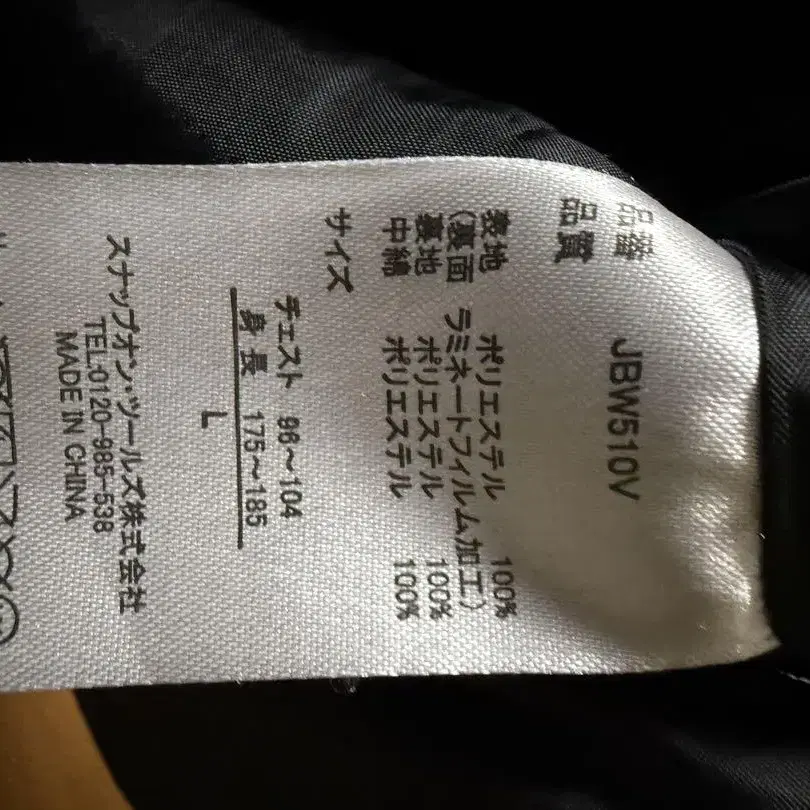 品番 JBW510V
品質
表地 ポリエステル 100%
(裏面 ラミネートフィルム加工)
裏地 ポリエステル 100%
中綿 ポリエステル 100%
サイズ
チェスト 96〜104
身長 175〜185
L
スナップオン・ツールズ株式会社
TEL:0120-985-538
MADE IN CHINA